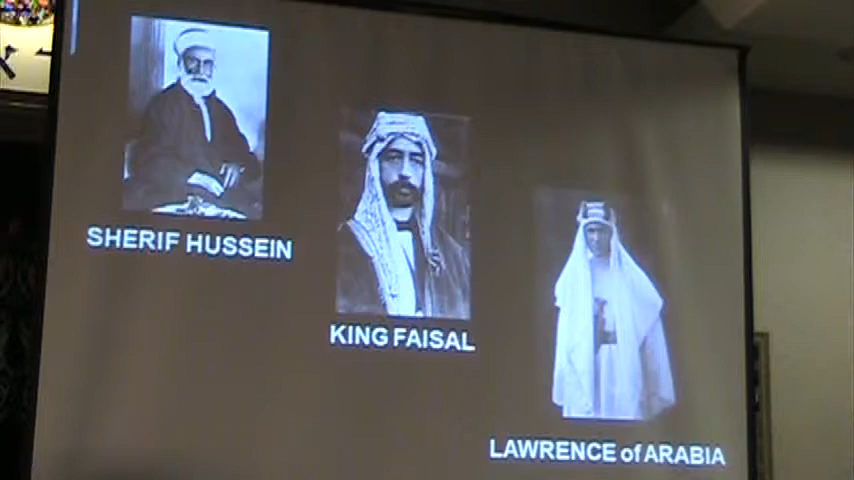 SHERIF HUSSEIN
KING FAISAL
LAWRENCE of ARABIA